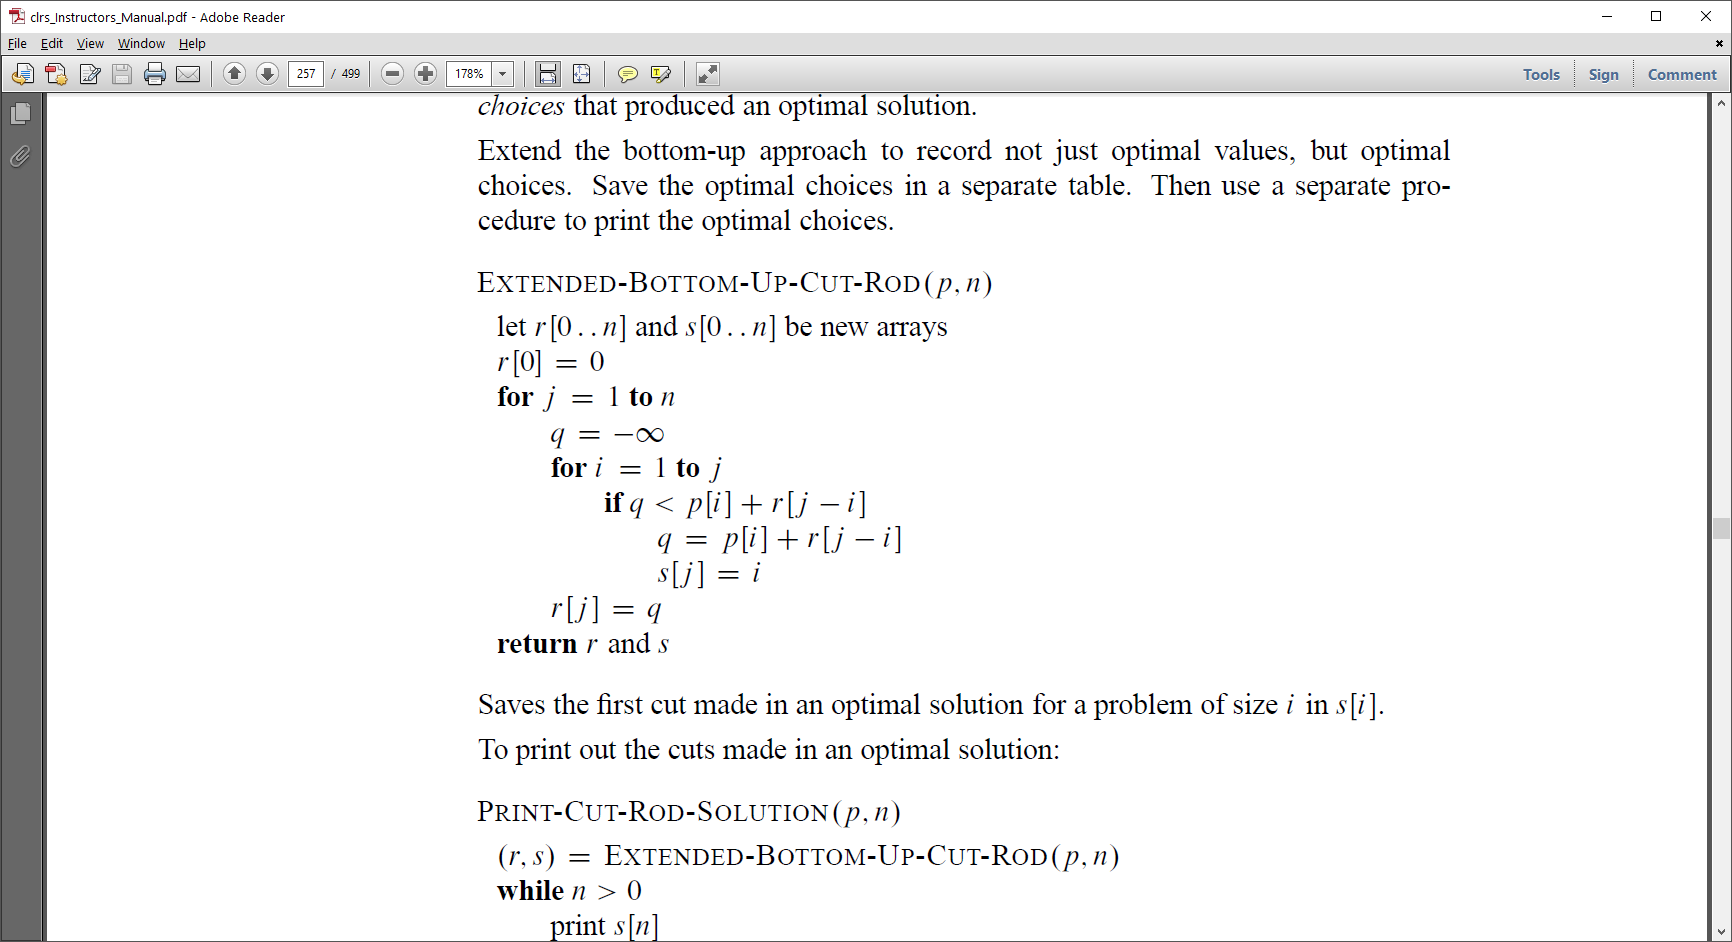 clrs_Instructors_Manual.pdf - Adobe Reader
File Edit View Window Help
257 / 499 178% Tools Sign Comment
choices that produced an optimal solution.
Extend the bottom-up approach to record not just optimal values, but optimal
choices. Save the optimal choices in a separate table. Then use a separate pro-
cedure to print the optimal choices.
EXTENDED-BOTTOM-UP-CUT-ROD(p, n)
let r[0 . . n] and s[0 . . n] be new arrays
r[0] = 0
for j = 1 to n
q = −∞
for i = 1 to j
if q < p[i] + r[j − i]
q = p[i] + r[j − i]
s[j] = i
r[j] = q
return r and s
Saves the first cut made in an optimal solution for a problem of size i in s[i].
To print out the cuts made in an optimal solution:
PRINT-CUT-ROD-SOLUTION(p, n)
(r, s) = EXTENDED-BOTTOM-UP-CUT-ROD(p, n)
while n > 0
print s[n]